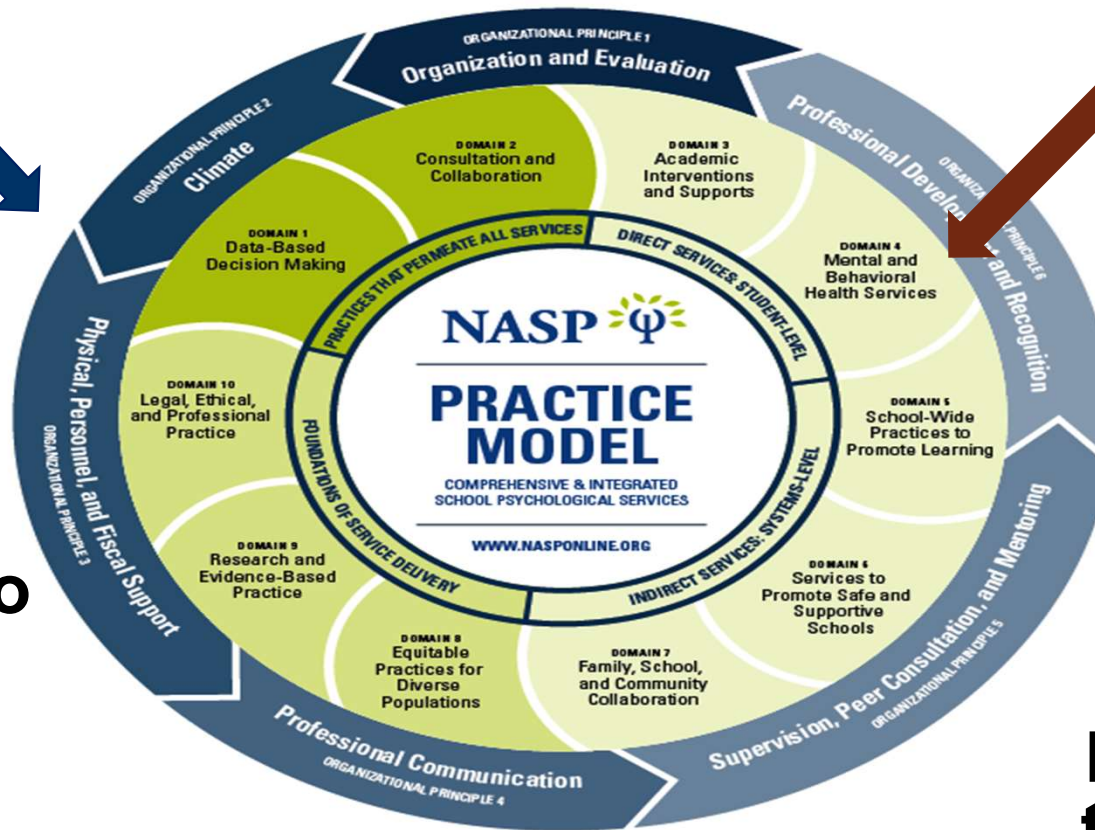 ORGANIZATIONAL PRINCIPLE 1
Organization and Evaluation
ORGANIZATIONAL PRINCIPLE 2
Climate
Physical, Personnel, and Fiscal Support
ORGANIZATIONAL PRINCIPLE 3
Professional Communication
ORGANIZATIONAL PRINCIPLE 4
Supervision, Peer Consultation, and Mentoring
ORGANIZATIONAL PRINCIPLE 5
Professional and Recognition
PRINCIPLE 6
DOMAIN 1
Data-Based
Decision Making
DOMAIN 2
Consultation and
Collaboration
DOMAIN 3
Academic
Interventions
and Supports
DOMAIN 4
Mental and
Behavioral
Health Services
DOMAIN 5
School-Wide
Practices to
Promote Learning
DOMAIN 6
Services to
Promote Safe and
Supportive
Schools
DOMAIN 7
Family, School,
and Community
Collaboration
DOMAIN 8
Equitable
Practices for
Diverse
Populations
DOMAIN 9
Research and
Evidence-Based
Practice
DOMAIN 10
Legal, Ethical,
and Professional
Practice
PRACTICES THAT PERMEATE ALL SERVICES
DIRECT SERVICES: STUDENT-LEVEL
INDIRECT SERVICES: SYSTEMS-LEVEL
FOUNDATIONS OF SERVICE DELIVERY
NASP
PRACTICE
MODEL
COMPREHENSIVE & INTEGRATED
SCHOOL PSYCHOLOGICAL SERVICES
WWW.NASPONLINE.ORG
o